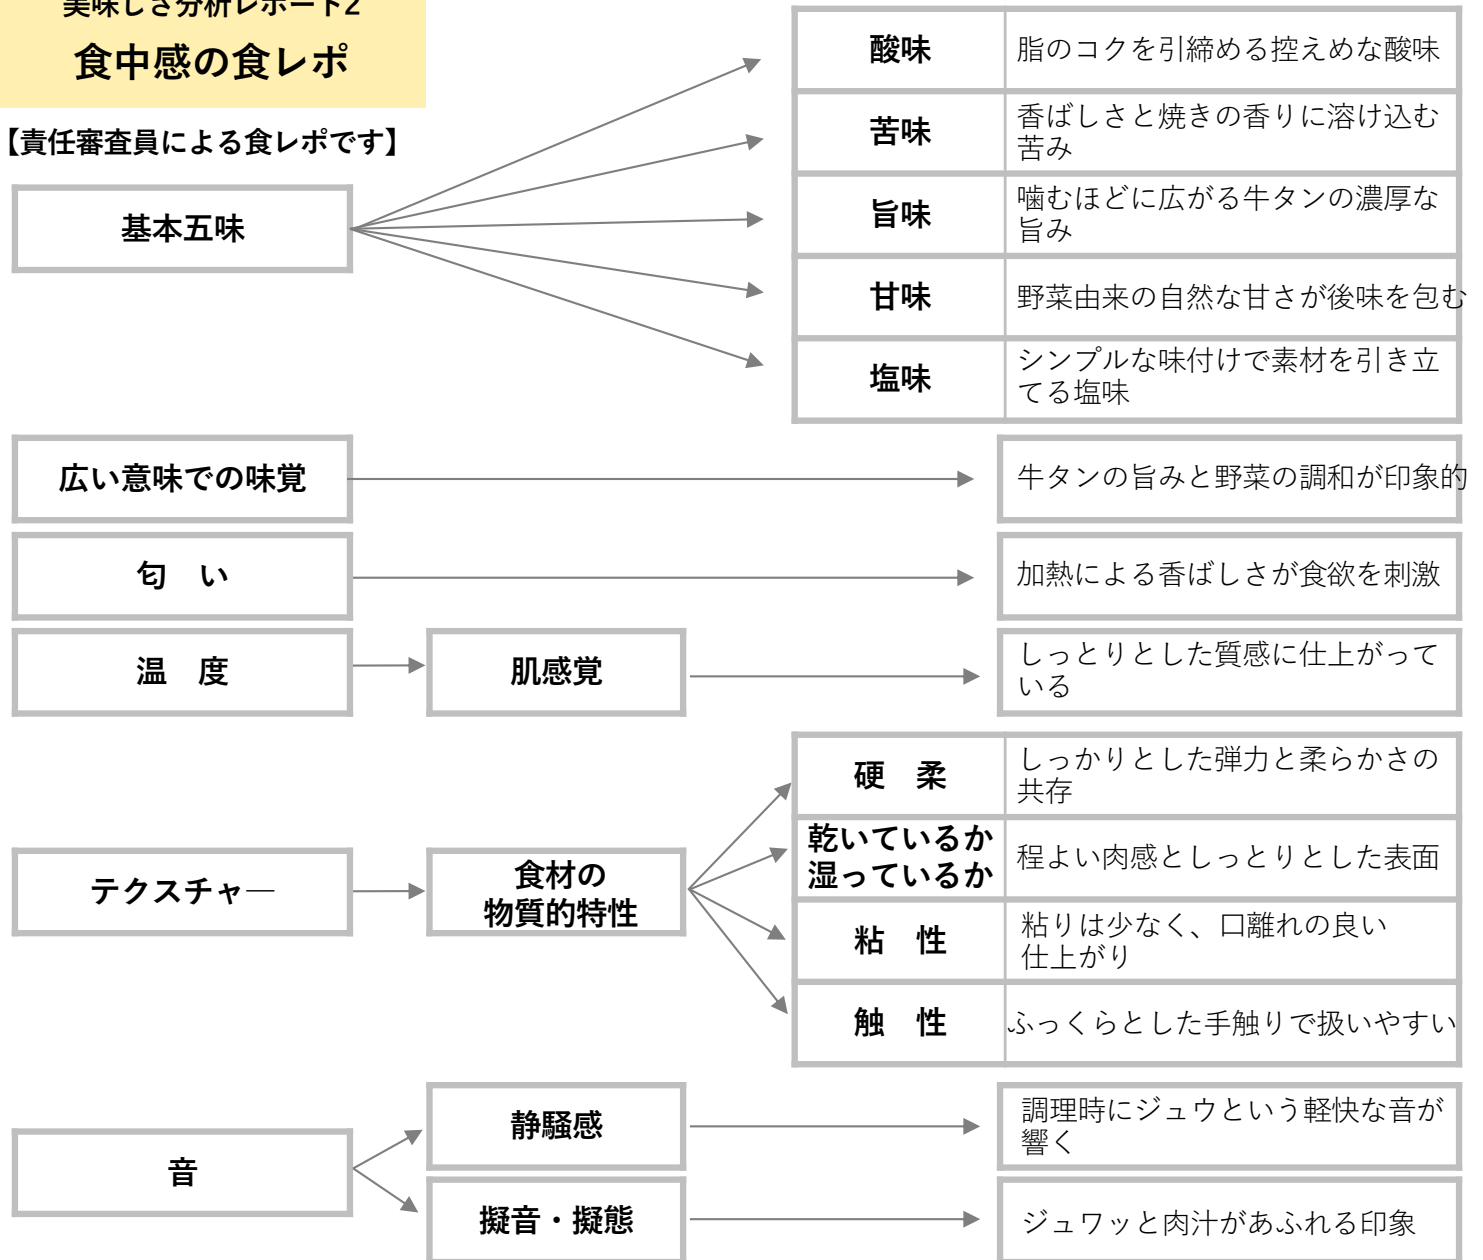 美味しさ分析レポート2
食中感の食レポ
【責任審査員による食レポです】
基本五味
酸味
脂のコクを引締める控えめな酸味
苦味
香ばしさと焼きの香りに溶け込む
苦み
旨味
噛むほどに広がる牛タンの濃厚な
旨み
甘味
野菜由来の自然な甘さが後味を包む
塩味
シンプルな味付けで素材を引き立
てる塩味
広い意味での味覚
牛タンの旨みと野菜の調和が印象的
匂　い
加熱による香ばしさが食欲を刺激
温　度
肌感覚
しっとりとした質感に仕上がって
いる
テクスチャ―
食材の
物質的特性
硬　柔
しっかりとした弾力と柔らかさの
共存
乾いているか
湿っているか
程よい肉感としっとりとした表面
粘　性
粘りは少なく、口離れの良い
仕上がり
触　性
ふっくらとした手触りで扱いやすい
音
静騒感
調理時にジュウという軽快な音が
響く
擬音・擬態
ジュワッと肉汁があふれる印象